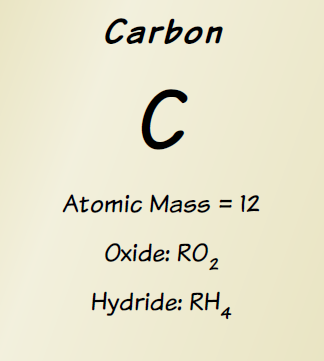 Carbon
C
Atomic Mass = 12
Oxide: RO₂
Hydride: RH₄